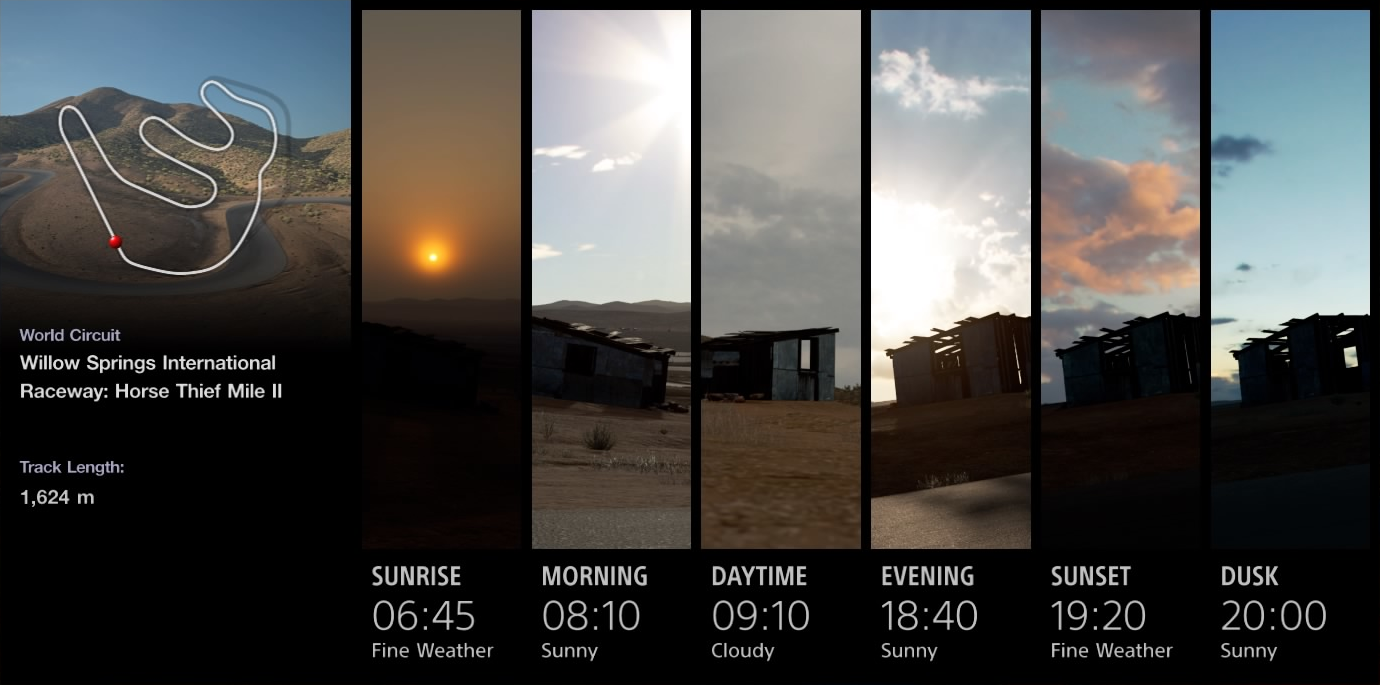 World Circuit
Willow Springs International
Raceway: Horse Thief Mile II
Track Length:
1,624 m
SUNRISE
06:45
Fine Weather
MORNING
08:10
Sunny
DAYTIME
09:10
Cloudy
EVENING
18:40
Sunny
SUNSET
19:20
Fine Weather
DUSK
20:00
Sunny